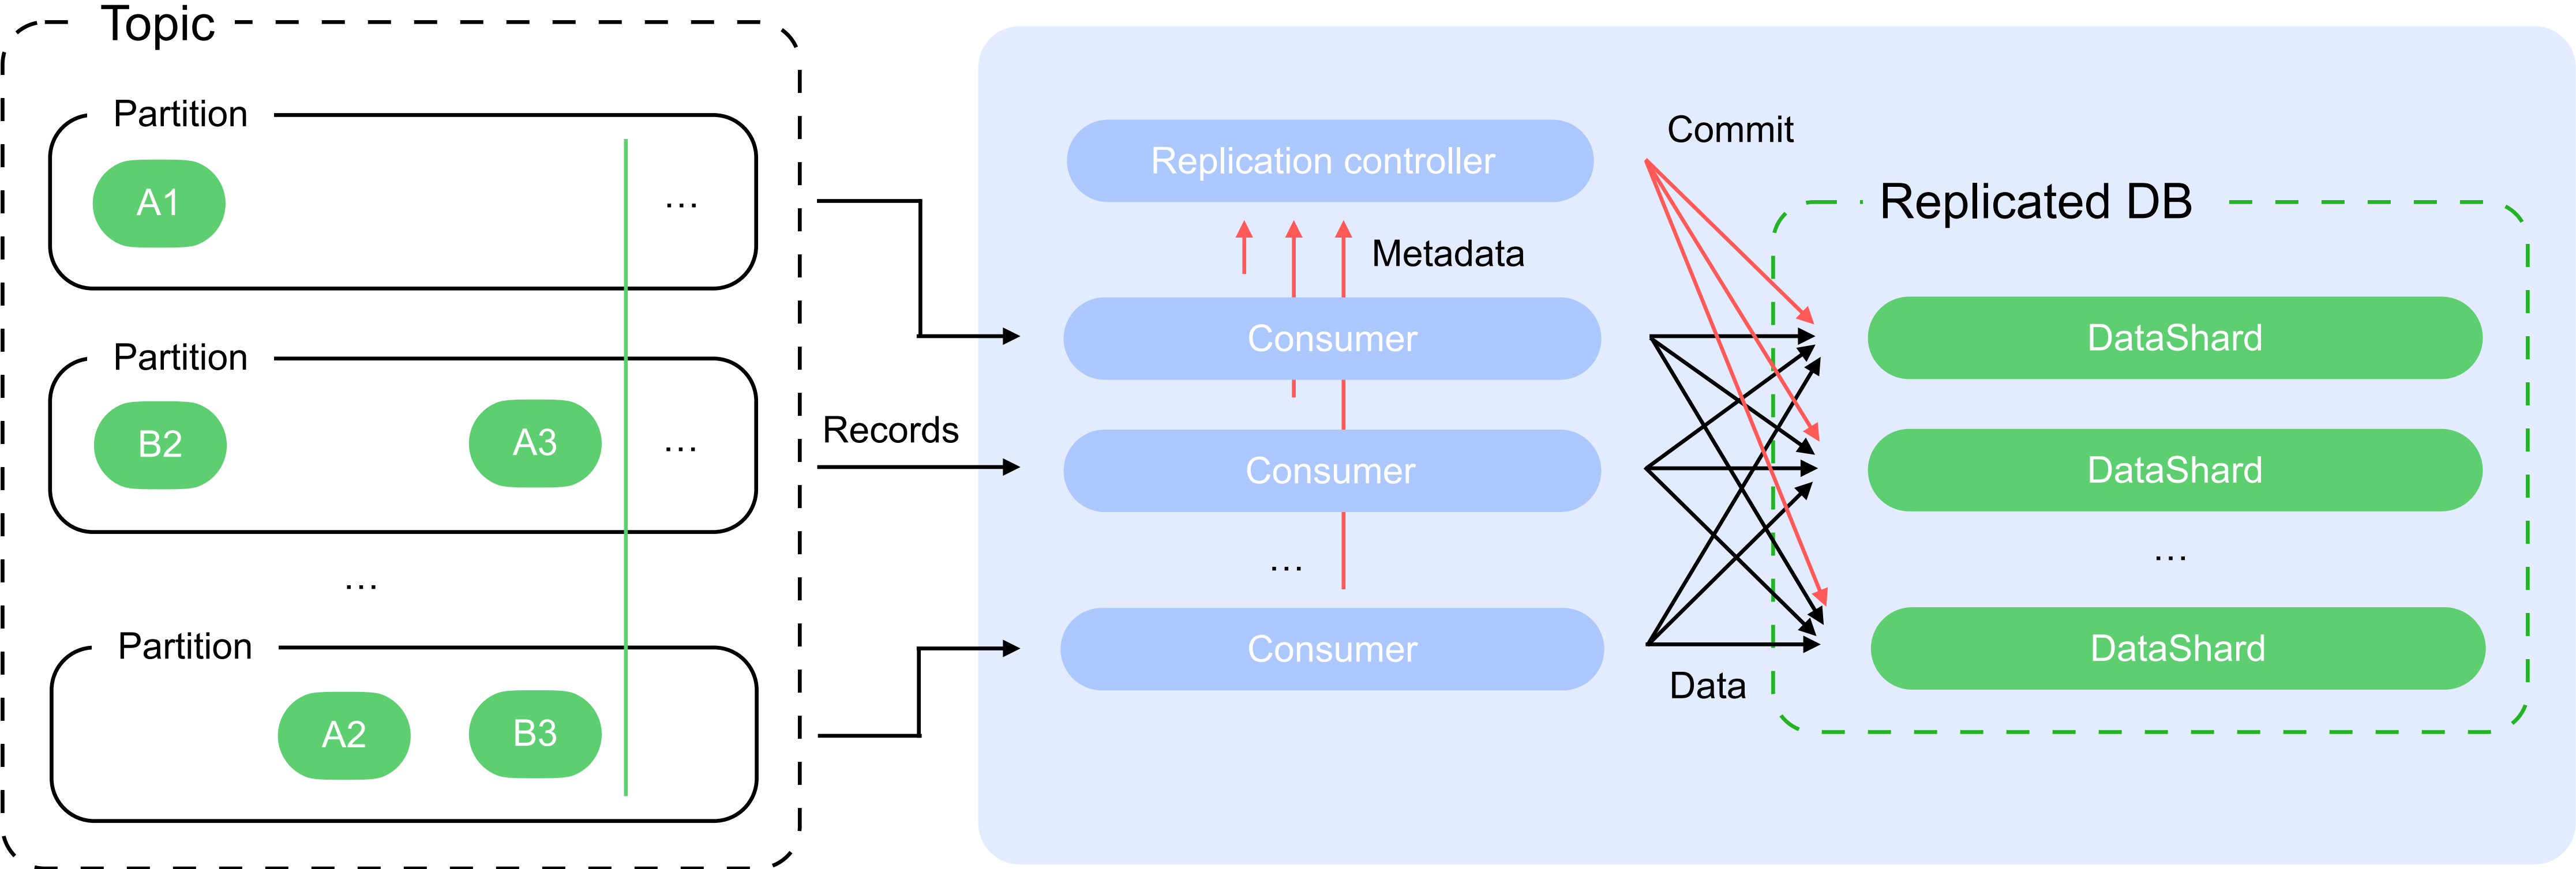 Topic
Partition
A1
...
Partition
B2
A3
...
...
Partition
A2
B3
Records
Replication controller
Metadata
Consumer
Consumer
...
Consumer
Commit
Data
Replicated DB
DataShard
DataShard
...
DataShard